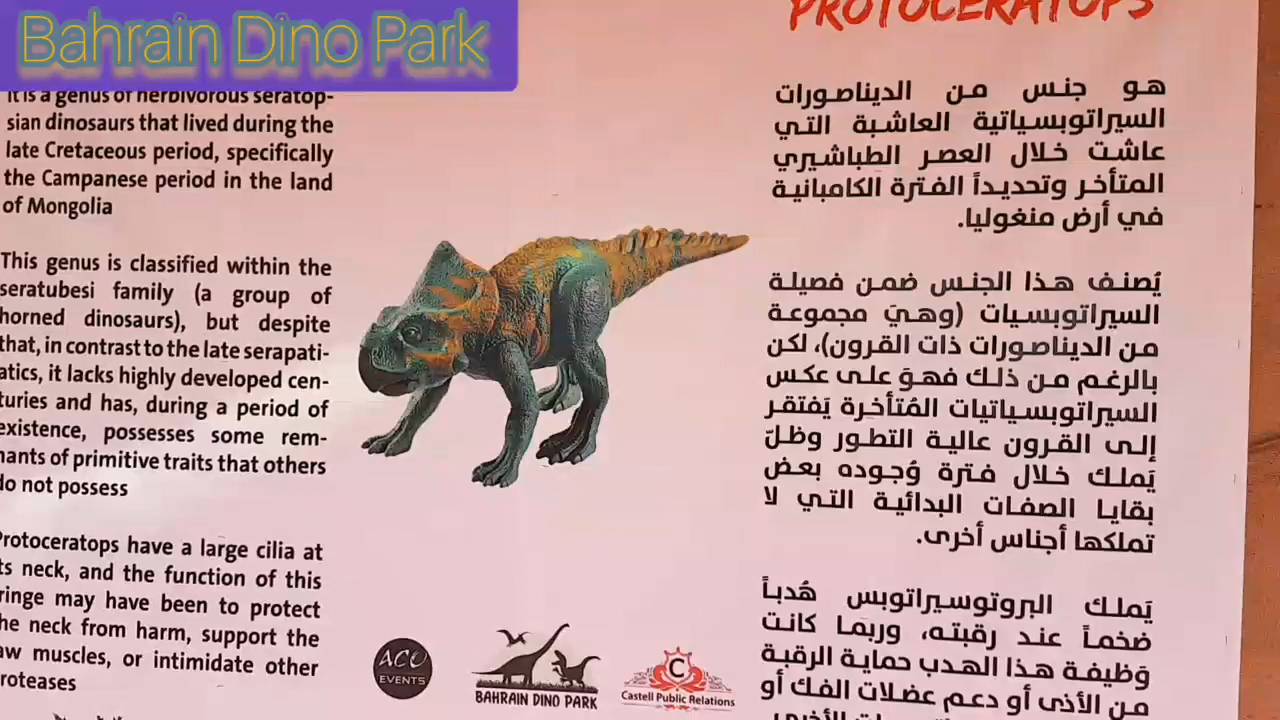 Bahrain Dino Park
PROTOCERATOPS
It is a genus of herbivorous seratop-
sian dinosaurs that lived during the
late Cretaceous period, specifically
the Campanese period in the land
of Mongolia
This genus is classified within the
seratubesi family (a group of
horned dinosaurs), but despite
that, in contrast to the late serapati-
atics, it lacks highly developed cen-
turies and has, during a period of
existence, possesses some rem-
nants of primitive traits that others
do not possess
Protoceratops have a large cilia at
ts neck, and the function of this
ringe may have been to protect
he neck from harm, support the
aw muscles, or intimidate other
roteases
هو جنس من الديناصورات
السيراتوبسياتية العاشبة التي
عاشت خلال العصر الطباشيري
المتأخر وتحديداً الفترة الكامبانية
في أرض منغوليا.
يُصنف هذا الجنس ضمن فصيلة
السيراتوبسيات (وهيَ مجموعة
من الديناصورات ذات القرون)، لكن
بالرغم من ذلك فهوَ على عكس
السيراتوبسياتيات المُتأخرة يَفتقر
إلى القرون عالية التطور وظلّ
يَملك خلال فترة وُجوده بعض
بقايا الصفات البدائية التي لا
تملكها أجناس أخرى.
يَملك البروتوسيراتوبس هُدباً
ضخماً عند رقبته، وربما كانت
وَظيفة هذا الهدب حماية الرقبة
من الأذى أو دعم عضلات الفك أو
ACO
EVENTS
BAHRAIN DINO PARK
C
Castell Public Relations